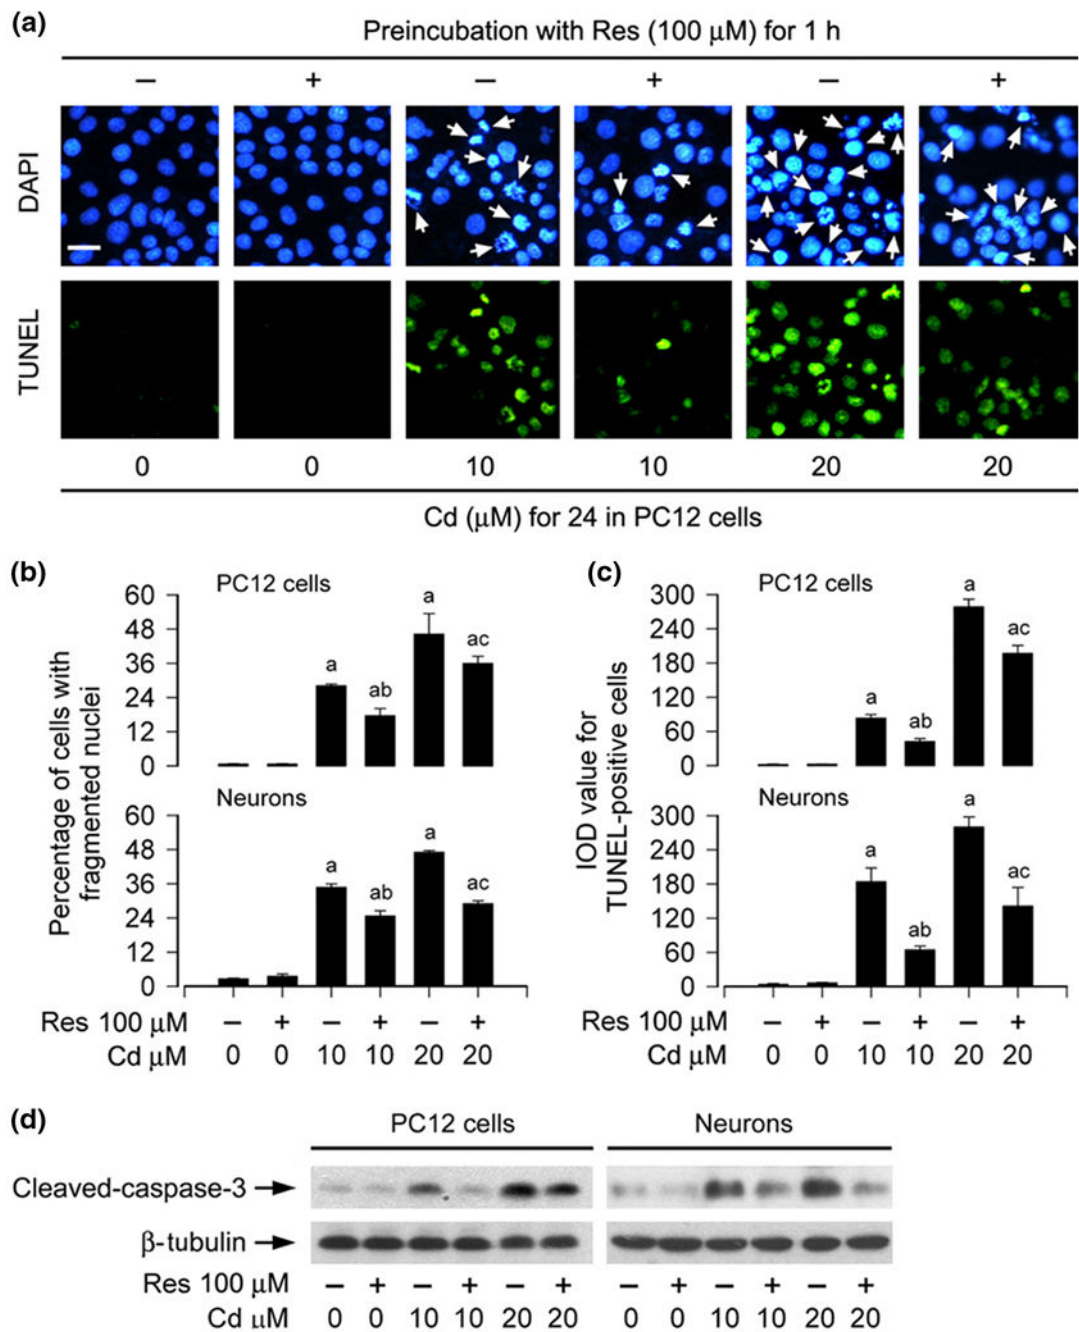 (a)
Preincubation with Res (100 μM) for 1 h
– + – + – +
DAPI
TUNEL
0 0 10 10 20 20
Cd (μM) for 24 in PC12 cells
(b)
PC12 cells
60
48
36
24
12
0
a
ab
a
ac
Neurons
60
48
36
24
12
0
a
ab
a
ac
Percentage of cells with
fragmented nuclei
Res 100 μM – + – + – +
Cd μM 0 0 10 10 20 20
(c)
PC12 cells
300
240
180
120
60
0
a
ab
a
ac
Neurons
300
240
180
120
60
0
a
ab
a
ac
IOD value for
TUNEL-positive cells
Res 100 μM – + – + – +
Cd μM 0 0 10 10 20 20
(d)
PC12 cells Neurons
Cleaved-caspase-3
β-tubulin
Res 100 μM – + – + – + – + – + – +
Cd μM 0 0 10 10 20 20 0 0 10 10 20 20